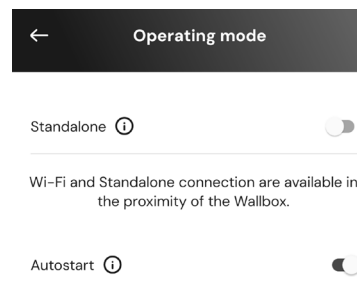 Operating mode
Standalone
Wi-Fi and Standalone connection are available in
the proximity of the Wallbox.
Autostart